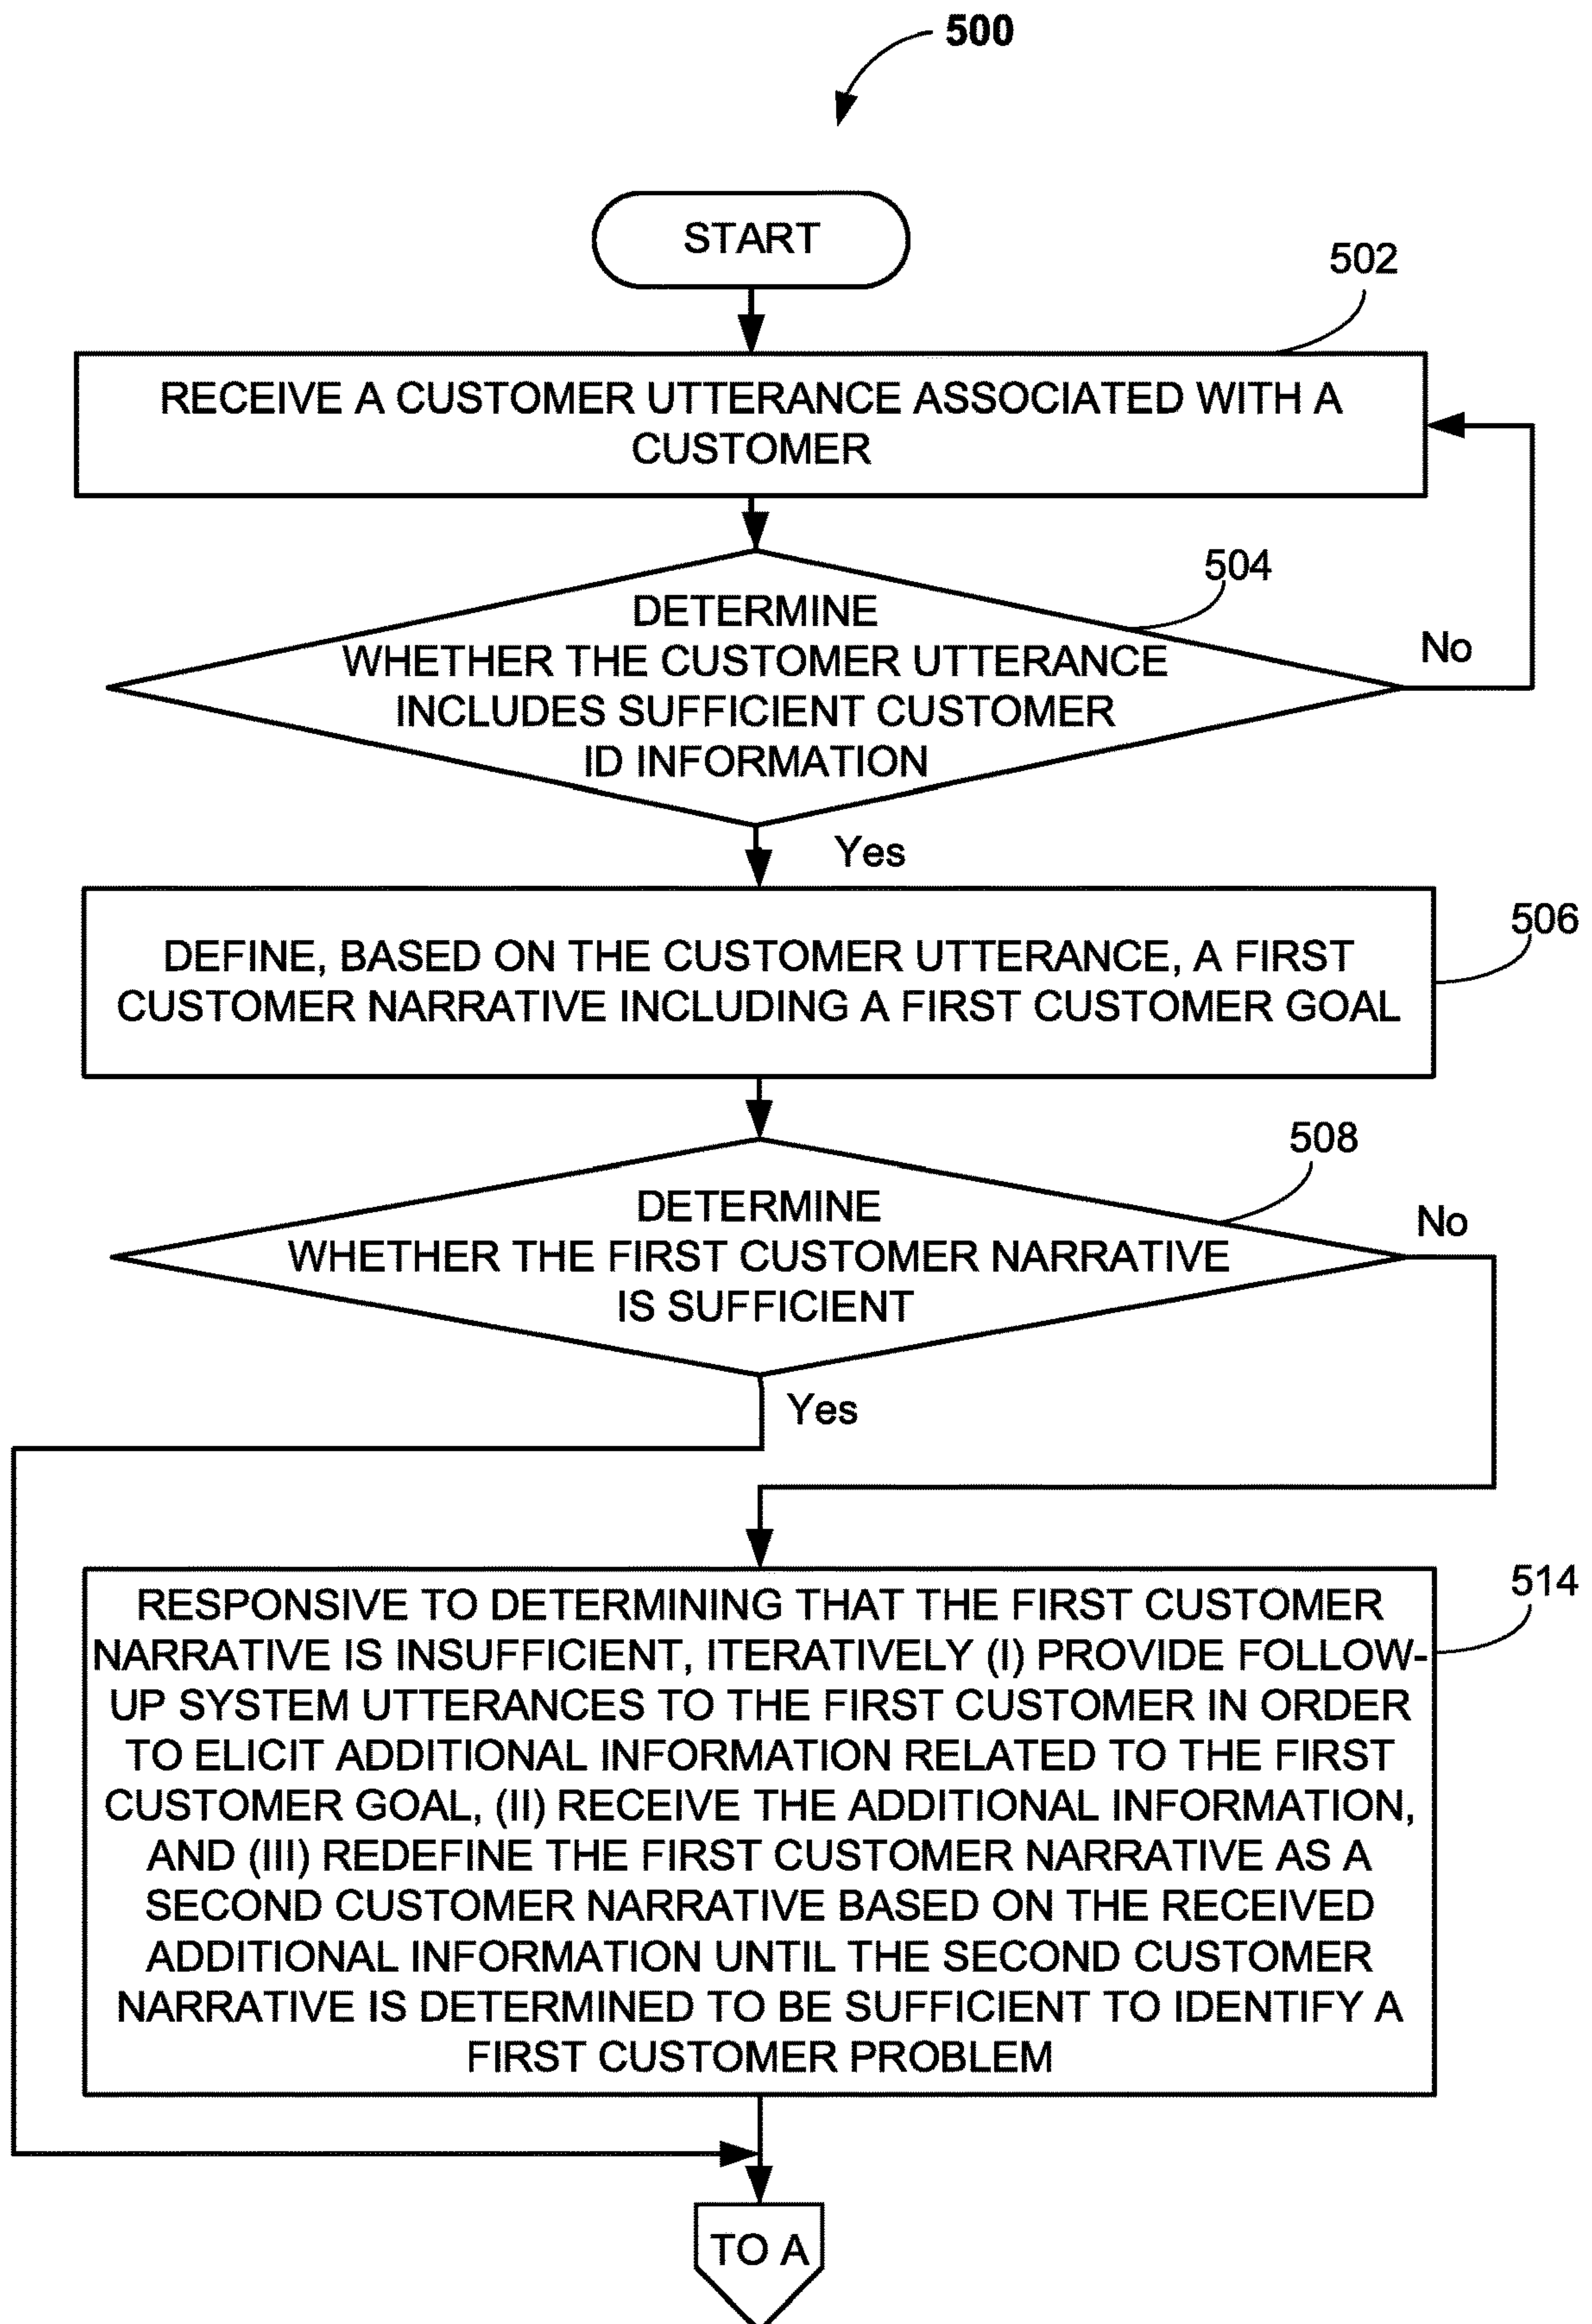 500
START
502
RECEIVE A CUSTOMER UTTERANCE ASSOCIATED WITH A
CUSTOMER
504
DETERMINE
WHETHER THE CUSTOMER UTTERANCE
INCLUDES SUFFICIENT CUSTOMER
ID INFORMATION
No
Yes
506
DEFINE, BASED ON THE CUSTOMER UTTERANCE, A FIRST
CUSTOMER NARRATIVE INCLUDING A FIRST CUSTOMER GOAL
508
DETERMINE
WHETHER THE FIRST CUSTOMER NARRATIVE
IS SUFFICIENT
No
Yes
514
RESPONSIVE TO DETERMINING THAT THE FIRST CUSTOMER
NARRATIVE IS INSUFFICIENT, ITERATIVELY (I) PROVIDE FOLLOW-
UP SYSTEM UTTERANCES TO THE FIRST CUSTOMER IN ORDER
TO ELICIT ADDITIONAL INFORMATION RELATED TO THE FIRST
CUSTOMER GOAL, (II) RECEIVE THE ADDITIONAL INFORMATION,
AND (III) REDEFINE THE FIRST CUSTOMER NARRATIVE AS A
SECOND CUSTOMER NARRATIVE BASED ON THE RECEIVED
ADDITIONAL INFORMATION UNTIL THE SECOND CUSTOMER
NARRATIVE IS DETERMINED TO BE SUFFICIENT TO IDENTIFY A
FIRST CUSTOMER PROBLEM
TO A